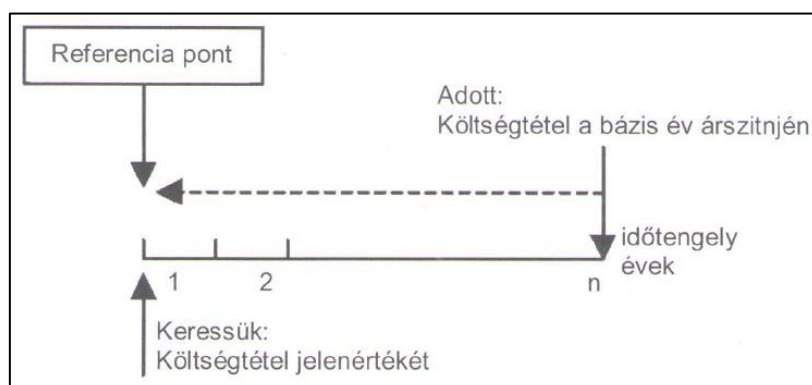 Referencia pont
Adott:
Költségtétel a bázis év árszitnjén
időtengely
évek
1 2 n
Keressük:
Költségtétel jelenértékét